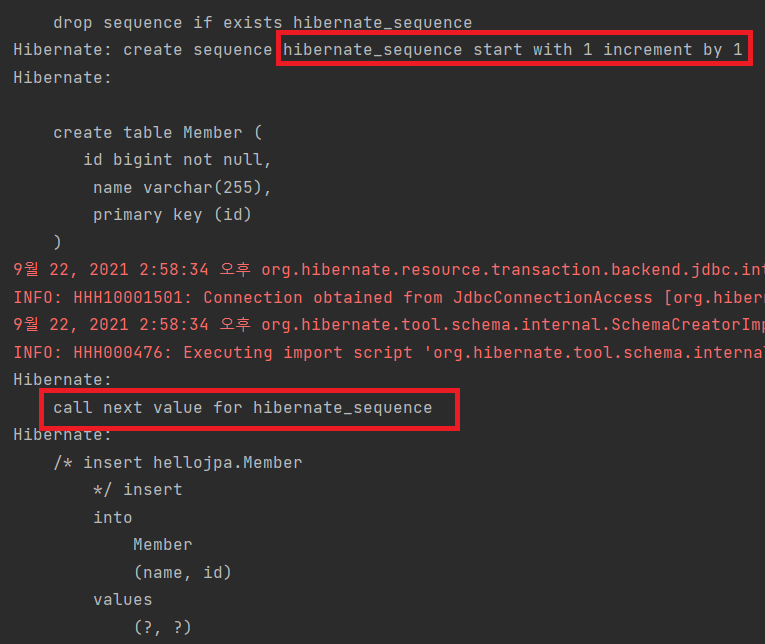 drop sequence if exists hibernate_sequence
Hibernate: create sequence hibernate_sequence start with 1 increment by 1
Hibernate:
create table Member (
id bigint not null,
name varchar(255),
primary key (id)
)
9월 22, 2021 2:58:34 오후 org.hibernate.resource.transaction.backend.jdbc.int
INFO: HHH10001501: Connection obtained from JdbcConnectionAccess [org.hiber
9월 22, 2021 2:58:34 오후 org.hibernate.tool.schema.internal.SchemaCreatorImp
INFO: HHH000476: Executing import script 'org.hibernate.tool.schema.internal
Hibernate:
call next value for hibernate_sequence
Hibernate:
/* insert hellojpa.Member
*/ insert
into
Member
(name, id)
values
(?, ?)